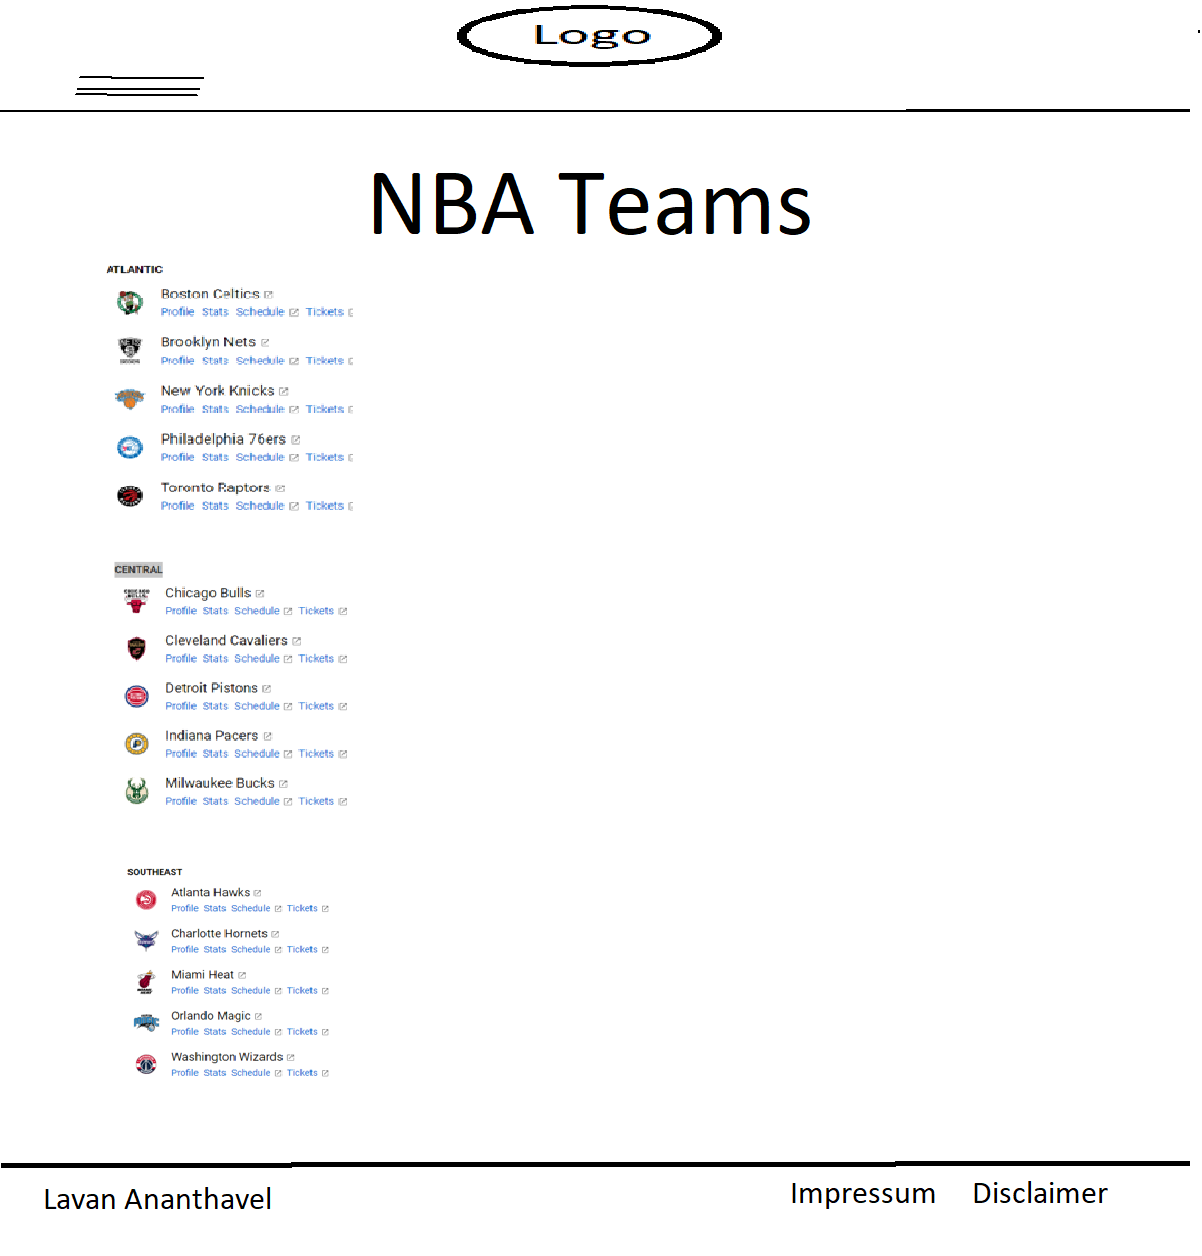 Logo
NBA Teams
ATLANTIC
Boston Celtics
Profile Stats Schedule Tickets
Brooklyn Nets
Profile Stats Schedule Tickets
New York Knicks
Profile Stats Schedule Tickets
Philadelphia 76ers
Profile Stats Schedule Tickets
Toronto Raptors
Profile Stats Schedule Tickets
CENTRAL
Chicago Bulls
Profile Stats Schedule Tickets
Cleveland Cavaliers
Profile Stats Schedule Tickets
Detroit Pistons
Profile Stats Schedule Tickets
Indiana Pacers
Profile Stats Schedule Tickets
Milwaukee Bucks
Profile Stats Schedule Tickets
SOUTHEAST
Atlanta Hawks
Profile Stats Schedule Tickets
Charlotte Hornets
Profile Stats Schedule Tickets
Miami Heat
Profile Stats Schedule Tickets
Orlando Magic
Profile Stats Schedule Tickets
Washington Wizards
Profile Stats Schedule Tickets
Lavan Ananthavel
Impressum Disclaimer